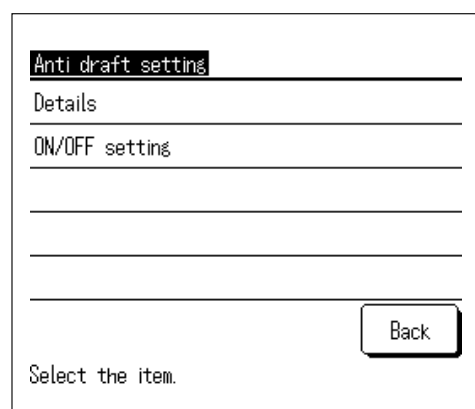 Anti draft setting
Details
ON/OFF setting
Back
Select the item.